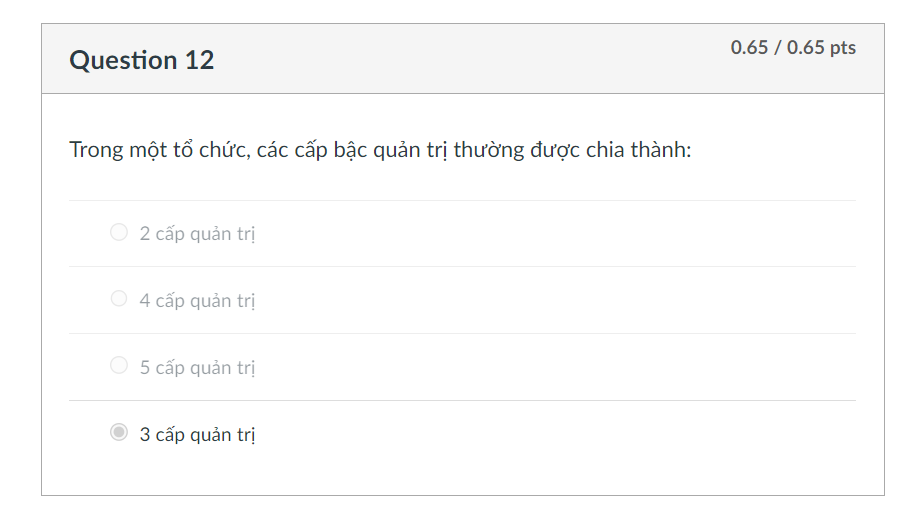 Question 12
0.65 / 0.65 pts
Trong một tổ chức, các cấp bậc quản trị thường được chia thành:
2 cấp quản trị
4 cấp quản trị
5 cấp quản trị
3 cấp quản trị